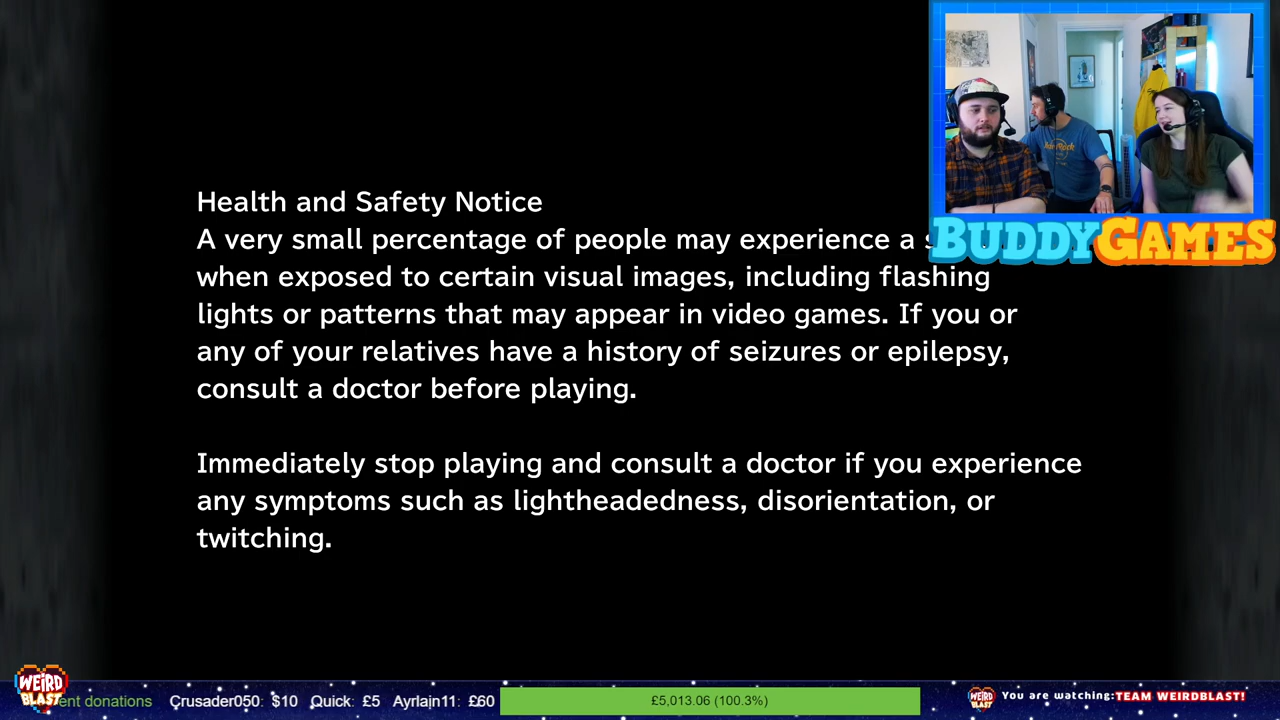 Health and Safety Notice
A very small percentage of people may experience a
when exposed to certain visual images, including flashing
lights or patterns that may appear in video games. If you or
any of your relatives have a history of seizures or epilepsy,
consult a doctor before playing.
Immediately stop playing and consult a doctor if you experience
any symptoms such as lightheadedness, disorientation, or
twitching.
BUDDYGAMES
WEIRD
BLAST
ent donations Crusader050: $10 Quick: £5 Ayrlain11: £60
£5,013.06 (100.3%)
You are watching:TEAM WEIRDBLAST!